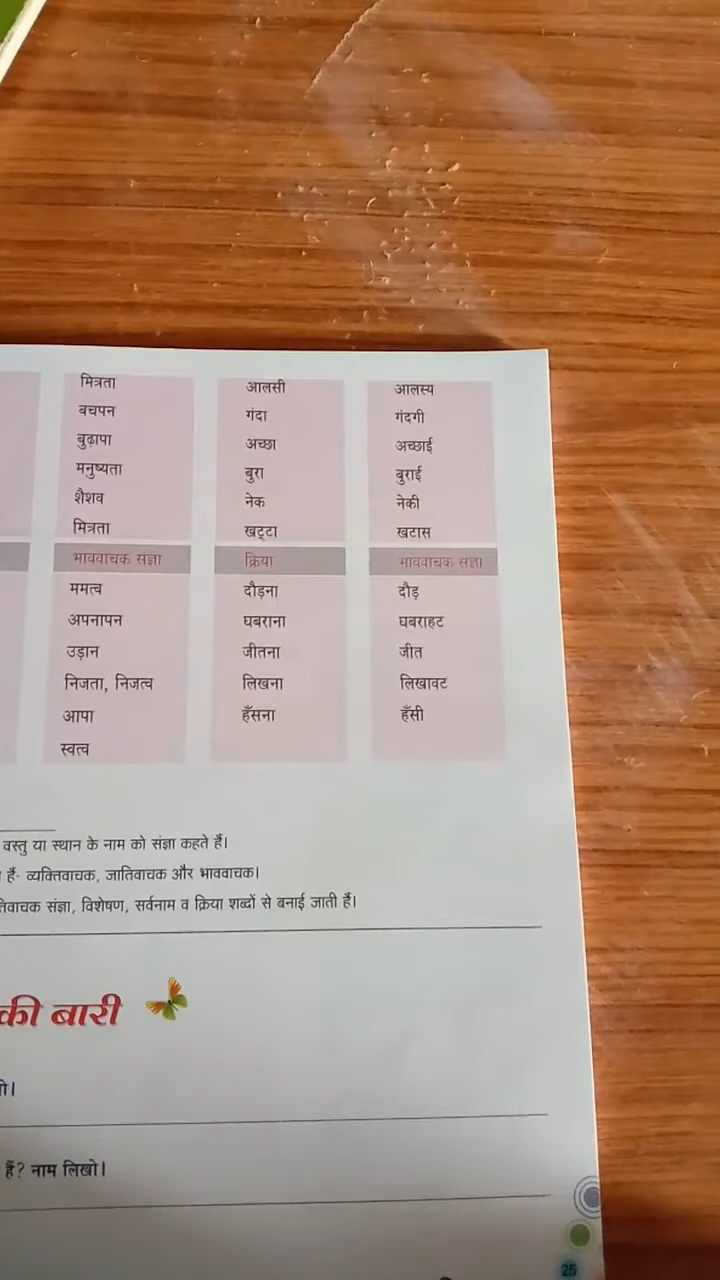 मित्रता आलसी आलस्य
बचपन गंदा गंदगी
बुढ़ापा अच्छा अच्छाई
मनुष्यता बुरा बुराई
शैशव नेक नेकी
मित्रता खट्टा खटास
भाववाचक संज्ञा क्रिया भाववाचक संज्ञा
ममत्व दौड़ना दौड़
अपनापन घबराना घबराहट
उड़ान जीतना जीत
निजता, निजत्व लिखना लिखावट
आपा हँसना हँसी
स्वत्व
वस्तु या स्थान के नाम को संज्ञा कहते हैं।
हैं- व्यक्तिवाचक, जातिवाचक और भाववाचक।
तिवाचक संज्ञा, विशेषण, सर्वनाम व क्रिया शब्दों से बनाई जाती हैं।
की बारी
हैं? नाम लिखो।
25